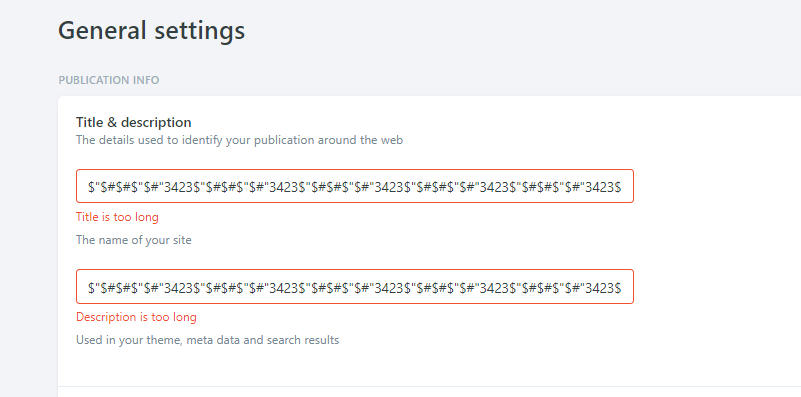 General settings
PUBLICATION INFO
Title & description
The details used to identify your publication around the web
$"$#$#$"$#"3423$"$#$#$"$#"3423$"$#$#$"$#"3423$"$#$#$"$#"3423$"$#$#$"$#"3423$
Title is too long
The name of your site
$"$#$#$"$#"3423$"$#$#$"$#"3423$"$#$#$"$#"3423$"$#$#$"$#"3423$"$#$#$"$#"3423$
Description is too long
Used in your theme, meta data and search results